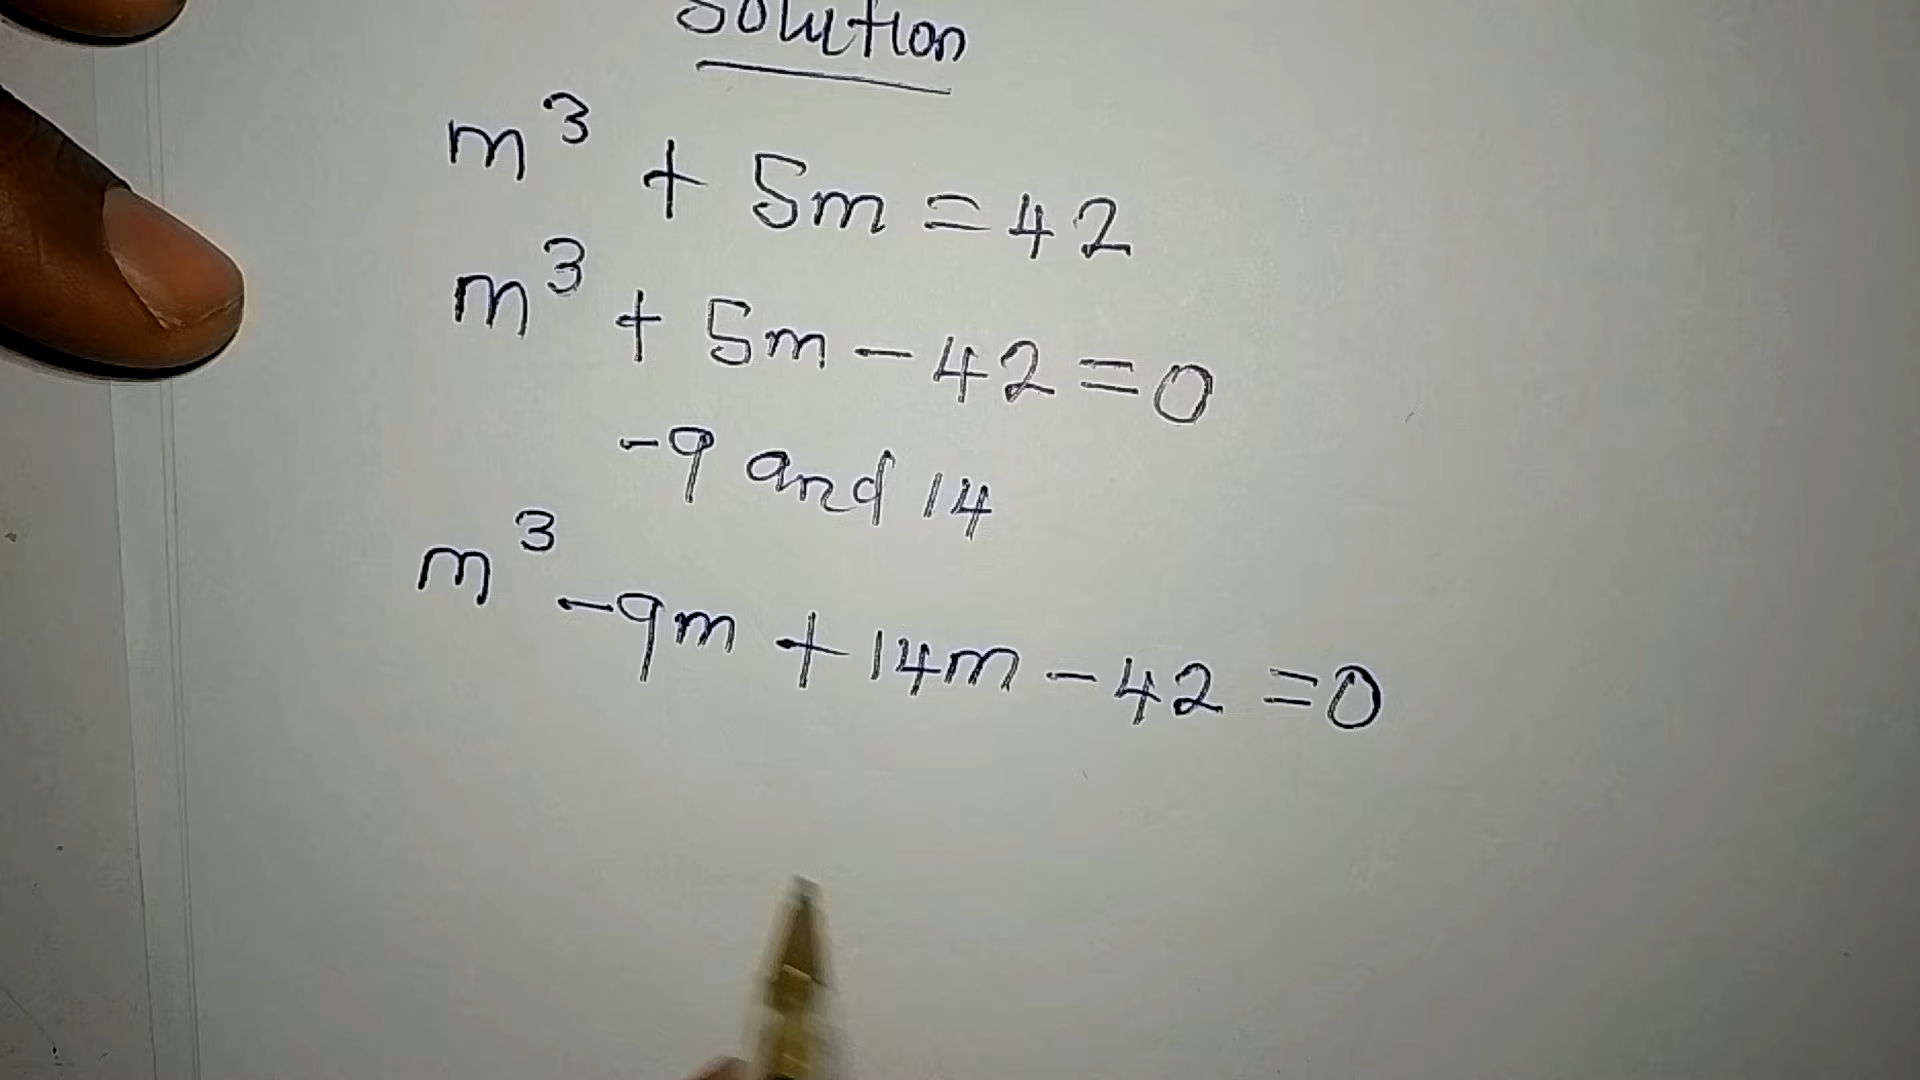 Solution
m³ + 5m = 42
m³ + 5m - 42 = 0
-9 and 14
m³ - 9m + 14m - 42 = 0